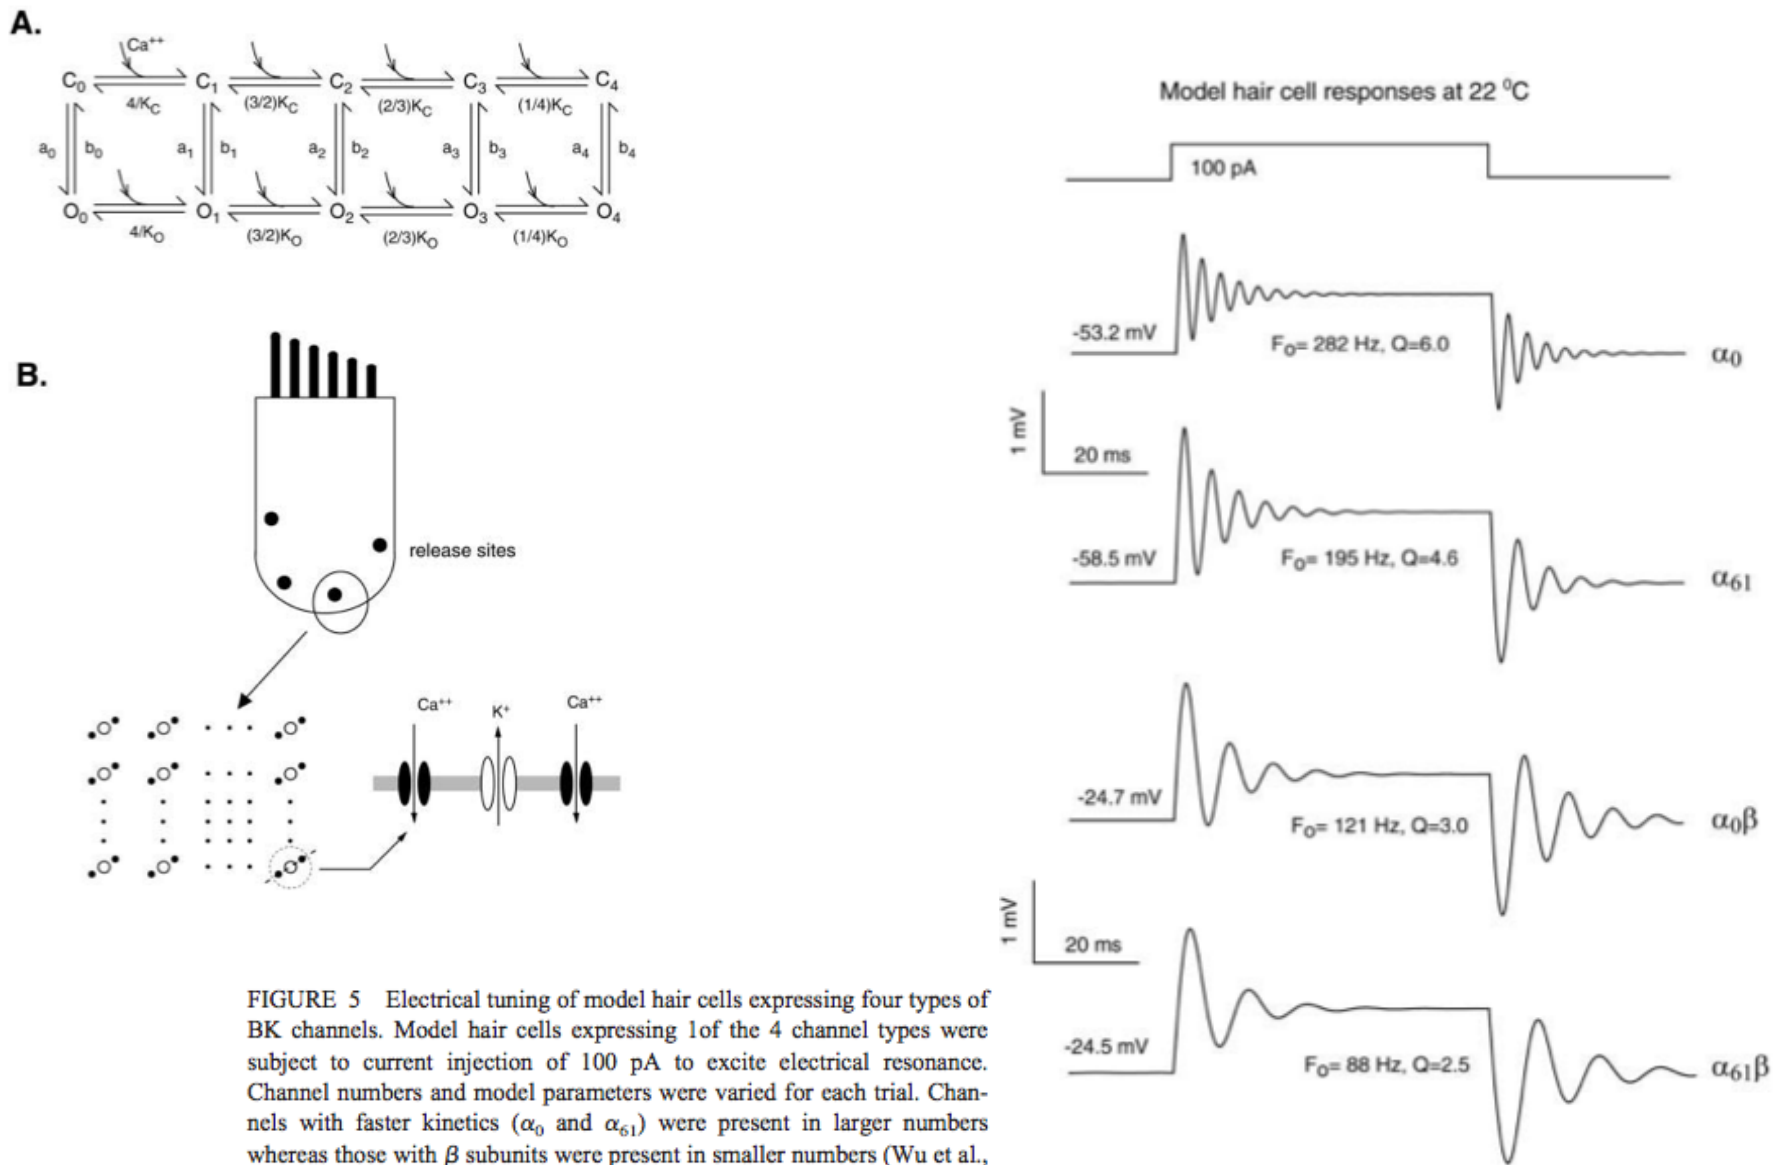 A.
Ca++
C0 C1 C2 C3 C4
4/KC (3/2)KC (2/3)KC (1/4)KC
a0 b0 a1 b1 a2 b2 a3 b3 a4 b4
O0 O1 O2 O3 O4
4/KO (3/2)KO (2/3)KO (1/4)KO
B.
release sites
Ca++ K+ Ca++
Model hair cell responses at 22 ⁰C
100 pA
-53.2 mV
FO= 282 Hz, Q=6.0
α0
1 mV
20 ms
-58.5 mV
FO= 195 Hz, Q=4.6
α61
-24.7 mV
FO= 121 Hz, Q=3.0
α0β
1 mV
20 ms
-24.5 mV
FO= 88 Hz, Q=2.5
α61β
FIGURE 5 Electrical tuning of model hair cells expressing four types of
BK channels. Model hair cells expressing 1of the 4 channel types were
subject to current injection of 100 pA to excite electrical resonance.
Channel numbers and model parameters were varied for each trial. Chan-
nels with faster kinetics (α0 and α61) were present in larger numbers
whereas those with β subunits were present in smaller numbers (Wu et al.,